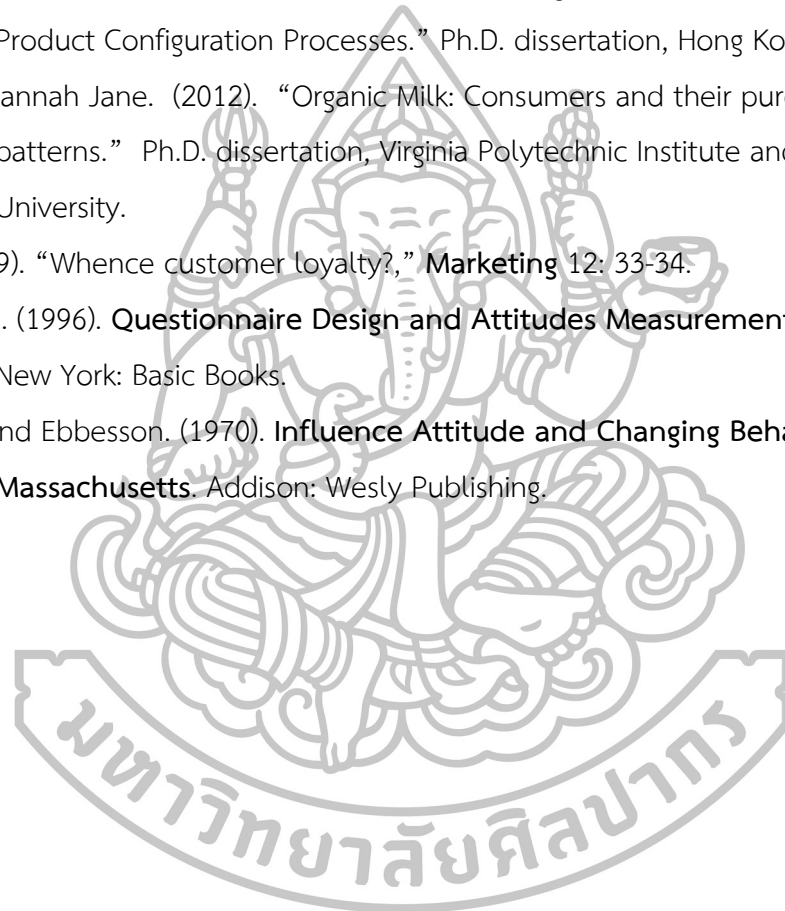 Product Configuration Processes.” Ph.D. dissertation, Hong Ko
annah Jane. (2012). “Organic Milk: Consumers and their pur
patterns.” Ph.D. dissertation, Virginia Polytechnic Institute and
University.
9). “Whence customer loyalty?,” Marketing 12: 33-34.
. (1996). Questionnaire Design and Attitudes Measurement
New York: Basic Books.
nd Ebbesson. (1970). Influence Attitude and Changing Beha
Massachusetts. Addison: Wesly Publishing.
มหาวิทยาลัยศิลปากร